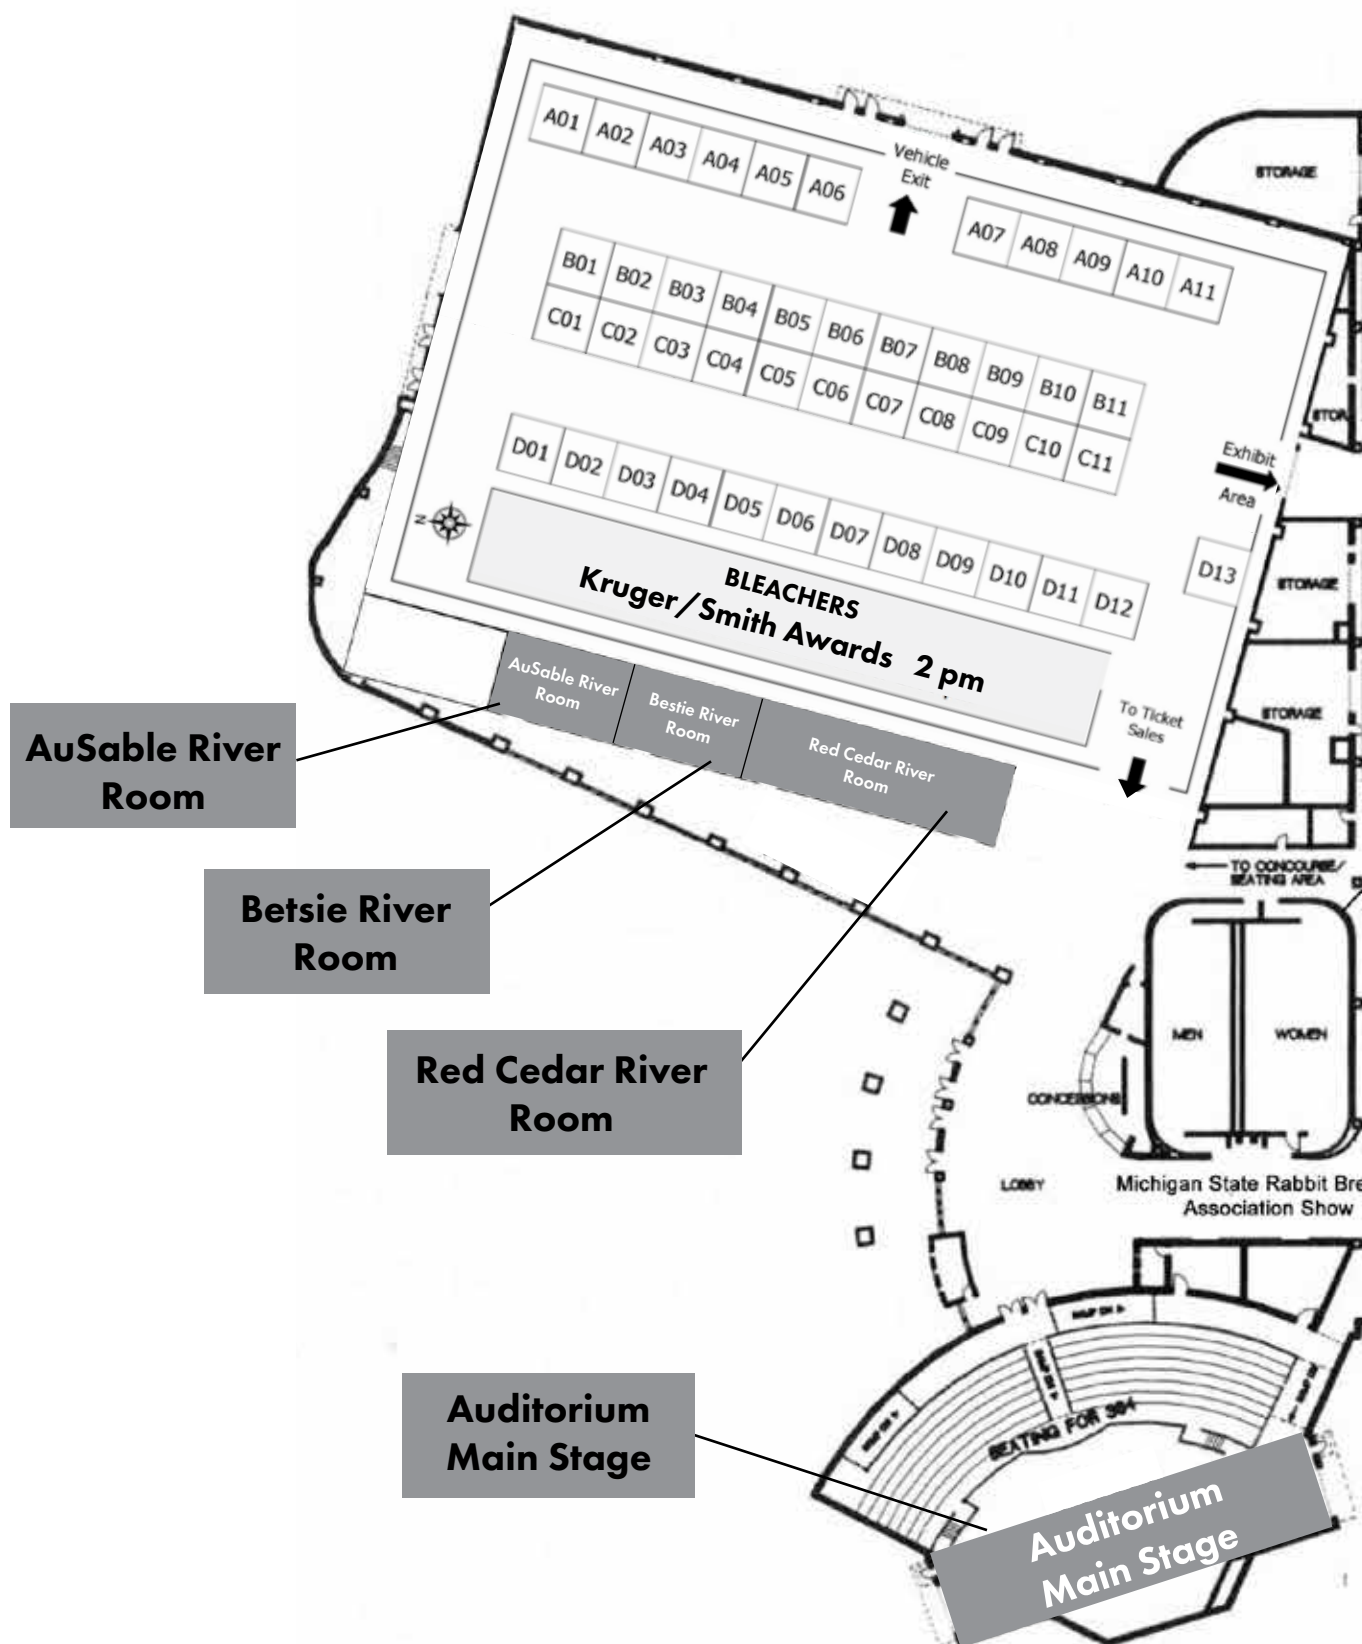 A01 A02 A03 A04 A05 A06
Vehicle
Exit
A07 A08 A09 A10 A11
STORAGE
B01 B02 B03 B04 B05 B06 B07 B08 B09 B10 B11
C01 C02 C03 C04 C05 C06 C07 C08 C09 C10 C11
STOR
D01 D02 D03 D04 D05 D06 D07 D08 D09 D10 D11 D12
Exhibit
Area
D13
N
STORAGE
BLEACHERS
Kruger/Smith Awards 2 pm
AuSable River
Room
Bestie River
Room
Red Cedar River
Room
To Ticket
Sales
STORAGE
AuSable River
Room
Betsie River
Room
Red Cedar River
Room
TO CONCOURSE/
SEATING AREA
MEN
WOMEN
CONCESSIONS
LOBBY
Michigan State Rabbit Bre
Association Show
SEATING FOR 384
Auditorium
Main Stage
Auditorium
Main Stage